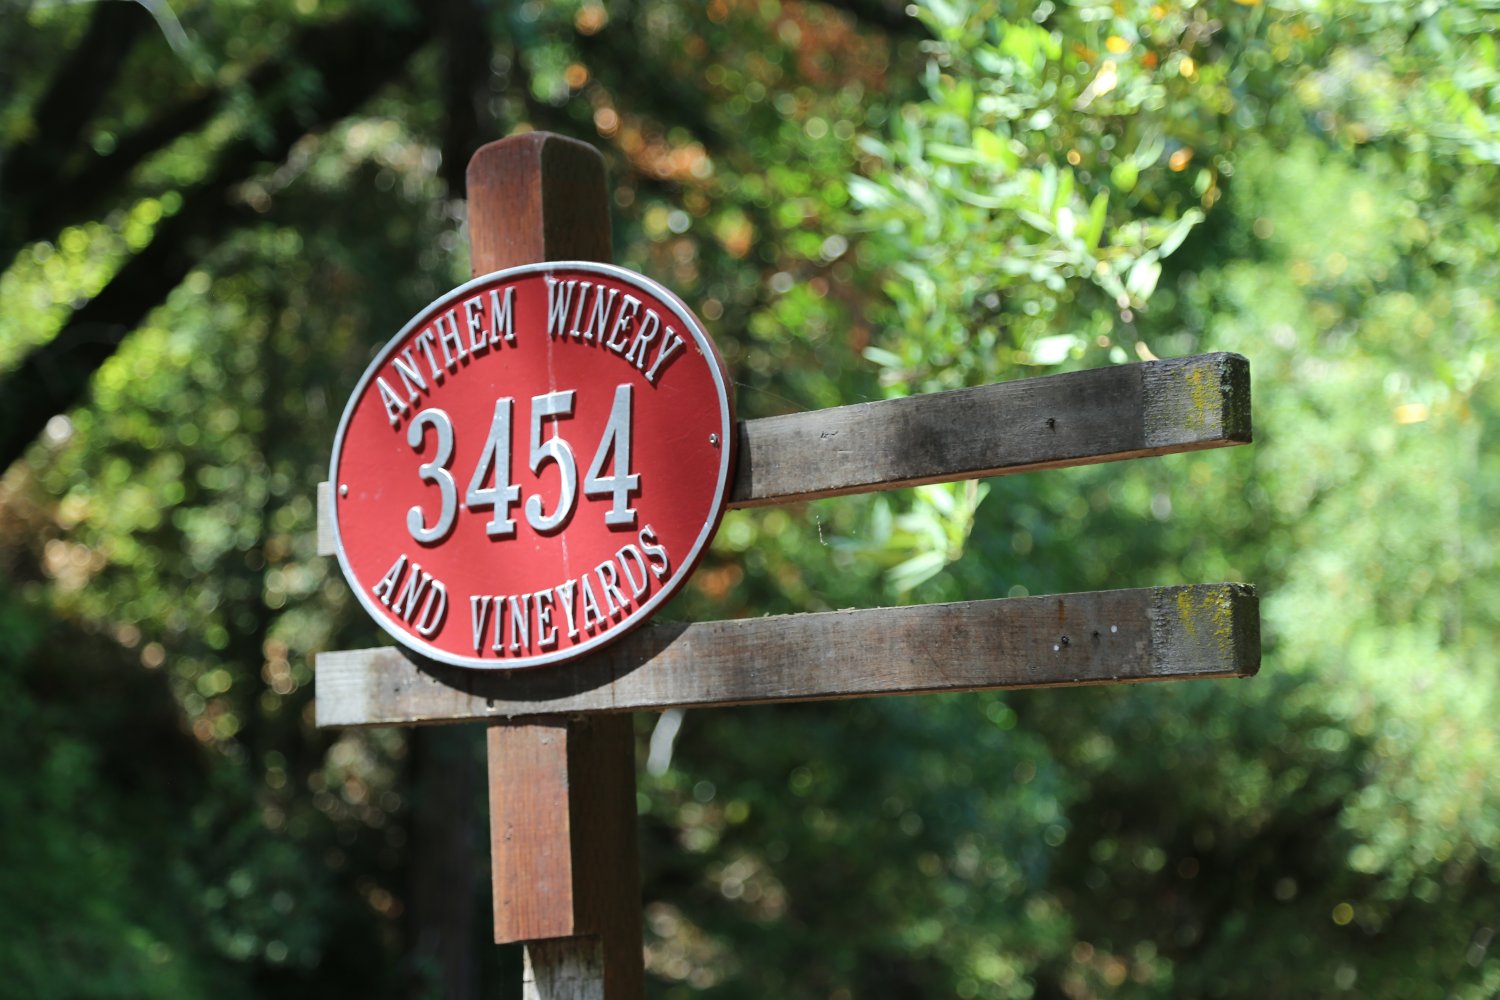 ANTHEM WINERY
3454
AND VINEYARDS